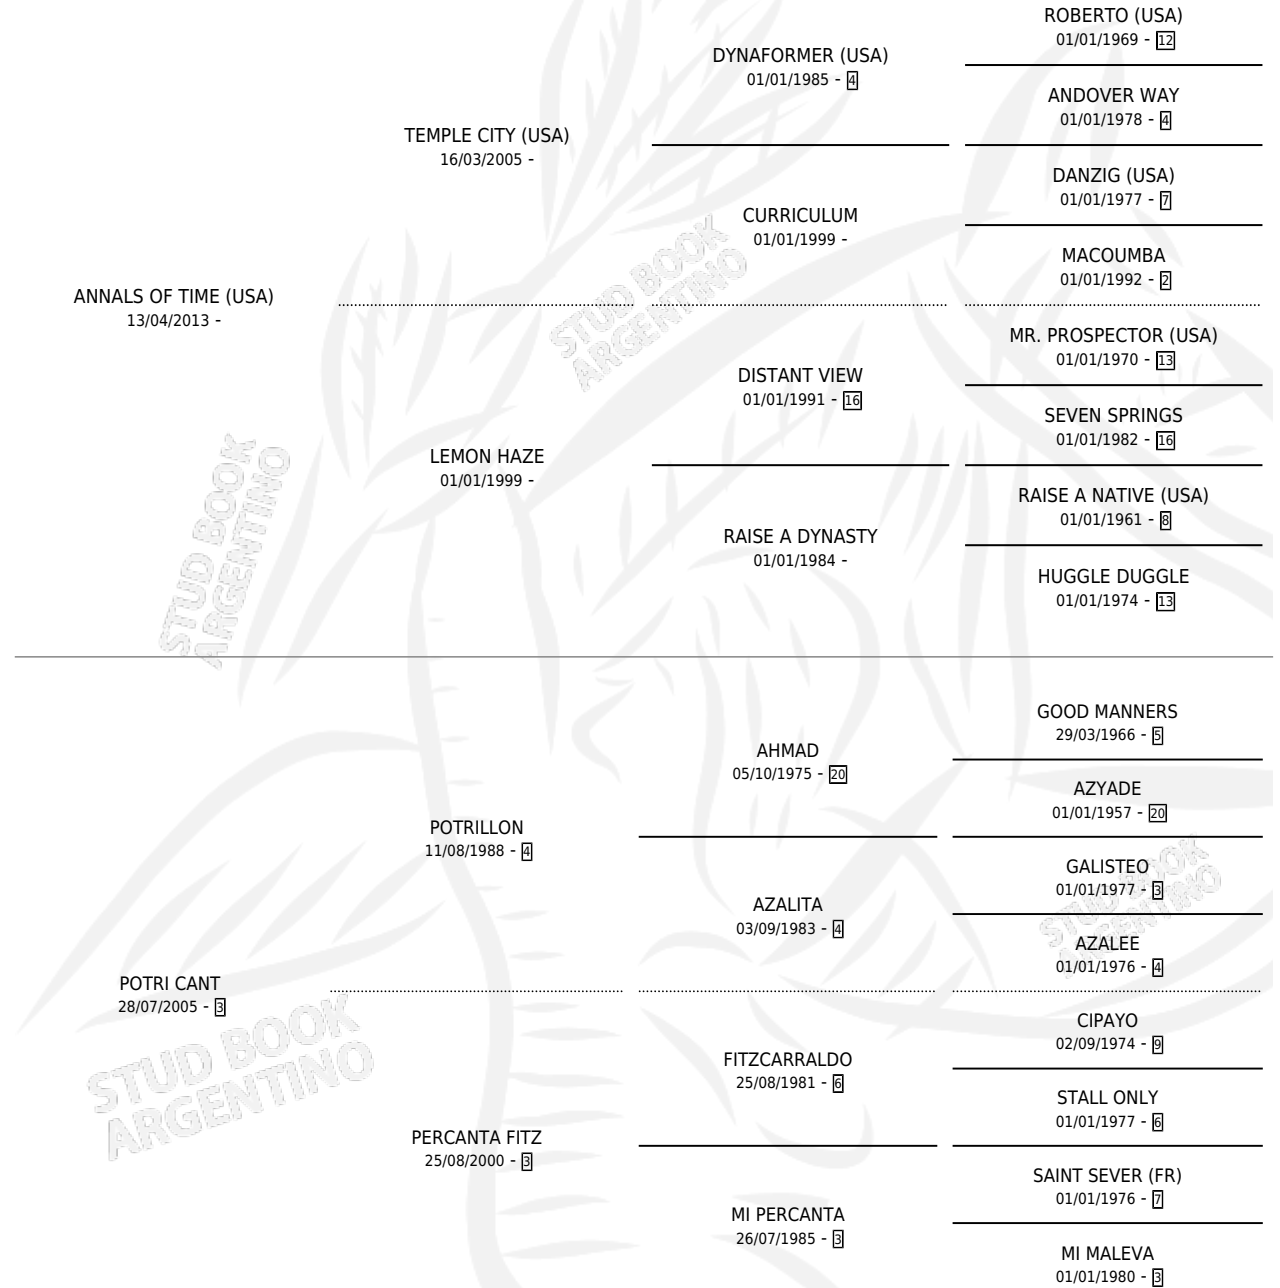 ROBERTO (USA)
01/01/1969 - 12
DYNAFORMER (USA)
01/01/1985 - 4
ANDOVER WAY
01/01/1978 - 4
TEMPLE CITY (USA)
16/03/2005 -
DANZIG (USA)
01/01/1977 - 7
CURRICULUM
01/01/1999 -
MACOUMBA
01/01/1992 - 2
ANNALS OF TIME (USA)
13/04/2013 -
MR. PROSPECTOR (USA)
01/01/1970 - 13
DISTANT VIEW
01/01/1991 - 16
SEVEN SPRINGS
01/01/1982 - 16
LEMON HAZE
01/01/1999 -
RAISE A NATIVE (USA)
01/01/1961 - 8
RAISE A DYNASTY
01/01/1984 -
HUGGLE DUGGLE
01/01/1974 - 13
GOOD MANNERS
29/03/1966 - 5
AHMAD
05/10/1975 - 20
AZYADE
01/01/1957 - 20
POTRILLON
11/08/1988 - 4
GALISTEO
01/01/1977 - 3
AZALITA
03/09/1983 - 4
AZALEE
01/01/1976 - 4
POTRI CANT
28/07/2005 - 3
CIPAYO
02/09/1974 - 9
FITZCARRALDO
25/08/1981 - 6
STALL ONLY
01/01/1977 - 6
PERCANTA FITZ
25/08/2000 - 3
SAINT SEVER (FR)
01/01/1976 - 7
MI PERCANTA
26/07/1985 - 3
MI MALEVA
01/01/1980 - 3
STUD BOOK
ARGENTINO
STUD BOOK
ARGENTINO
STUD BOOK
ARGENTINO
STUD BOOK
ARGENTINO